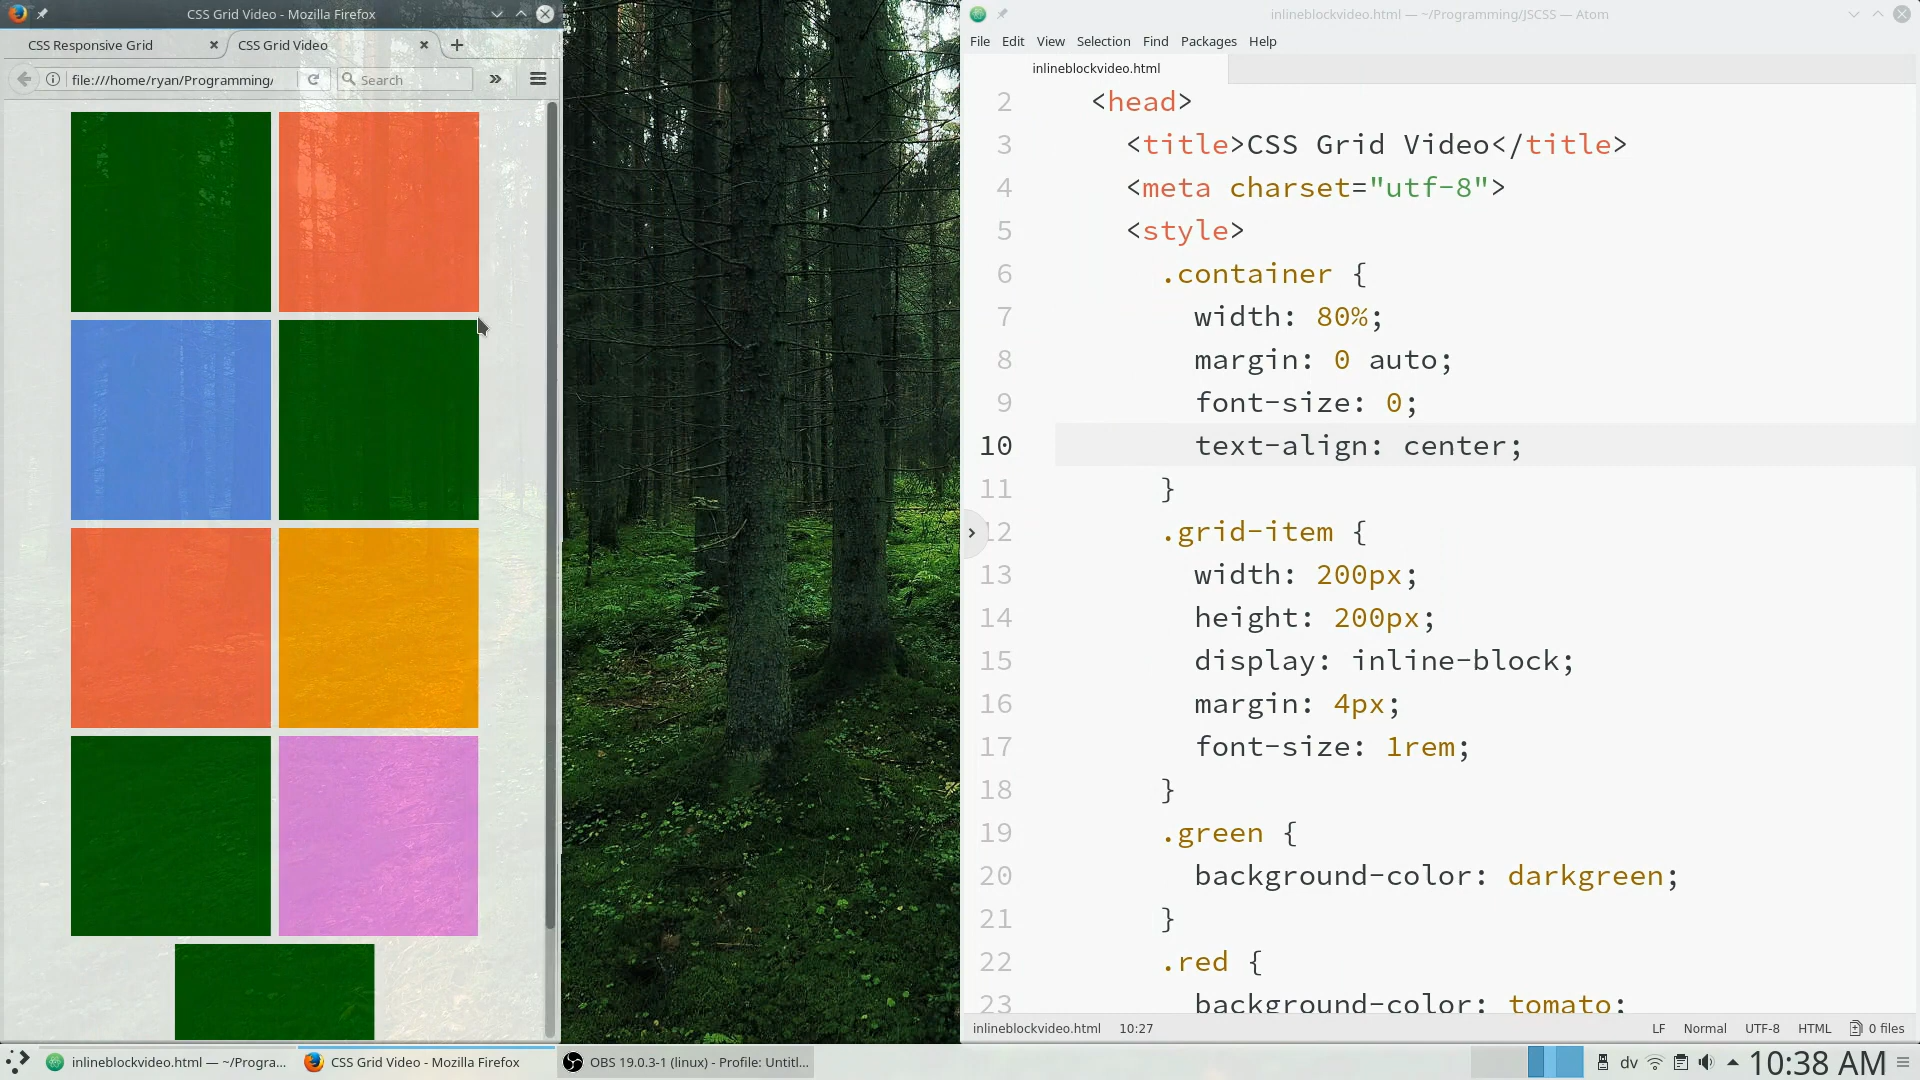 CSS Grid Video - Mozilla Firefox
CSS Responsive Grid
CSS Grid Video
file:///home/ryan/Programming/
Search
inlineblockvideo.html — ~/Programming/JSCSS — Atom
File Edit View Selection Find Packages Help
inlineblockvideo.html
2 <head>
3 <title>CSS Grid Video</title>
4 <meta charset="utf-8">
5 <style>
6 .container {
7 width: 80%;
8 margin: 0 auto;
9 font-size: 0;
10 text-align: center;
11 }
12 .grid-item {
13 width: 200px;
14 height: 200px;
15 display: inline-block;
16 margin: 4px;
17 font-size: 1rem;
18 }
19 .green {
20 background-color: darkgreen;
21 }
22 .red {
23 background-color: tomato;
inlineblockvideo.html 10:27 LF Normal UTF-8 HTML 0 files
inlineblockvideo.html — ~/Progra... CSS Grid Video - Mozilla Firefox OBS 19.0.3-1 (linux) - Profile: Untitl... dv 10:38 AM